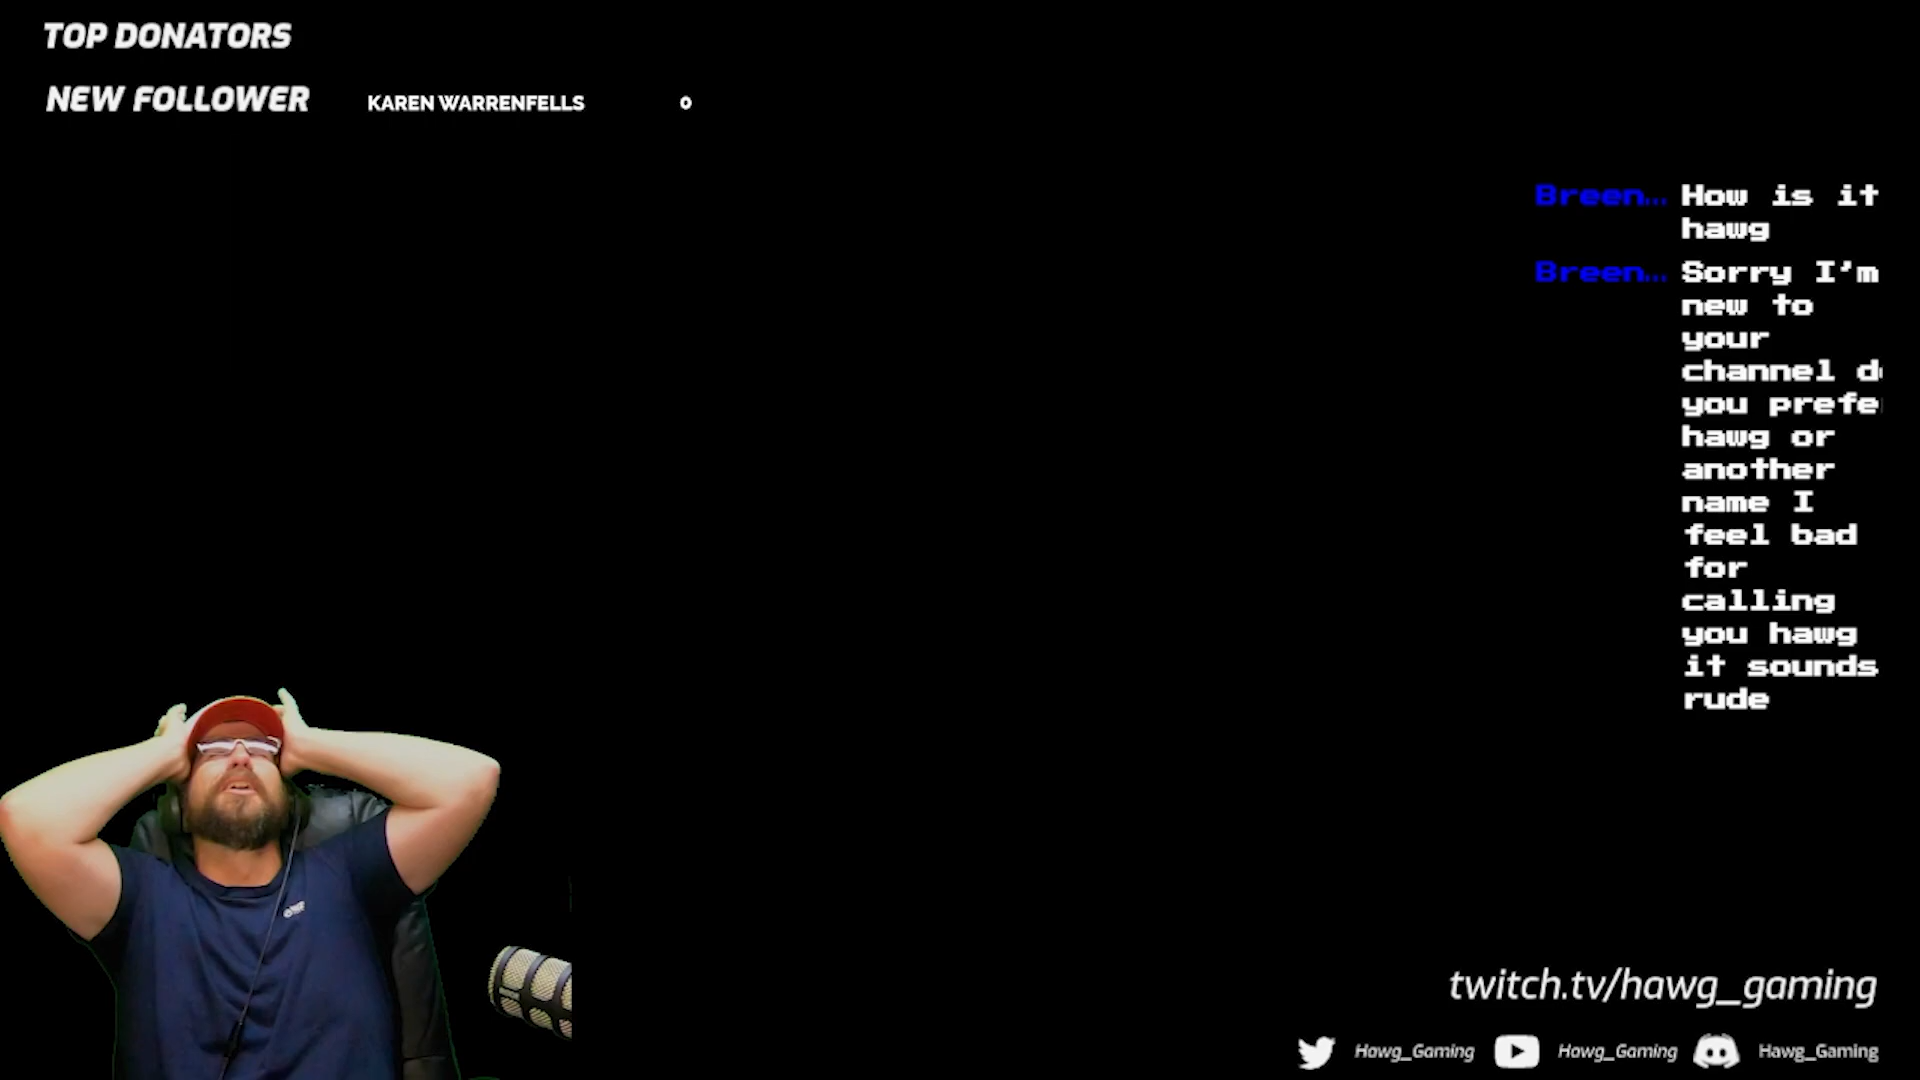 TOP DONATORS
NEW FOLLOWER KAREN WARRENFELLS 0
Breen... How is it
hawg
Breen... Sorry I'm
new to
your
channel
you
hawg or
another
name I
feel bad
for
calling
you hawg
it sounds
rude
twitch.tv/hawg_gaming
Hawg_Gaming Hawg_Gaming Hawg_Gaming